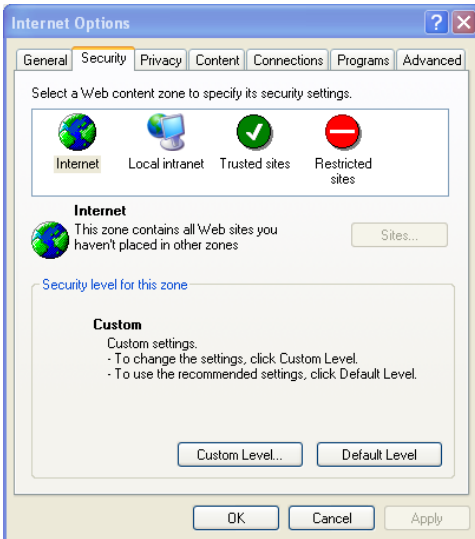 Internet Options
General Security Privacy Content Connections Programs Advanced
Select a Web content zone to specify its security settings.
Internet Local intranet Trusted sites Restricted
sites
Internet
This zone contains all Web sites you
haven't placed in other zones
Sites...
Security level for this zone
Custom
Custom settings.
- To change the settings, click Custom Level.
- To use the recommended settings, click Default Level.
Custom Level... Default Level
OK Cancel Apply